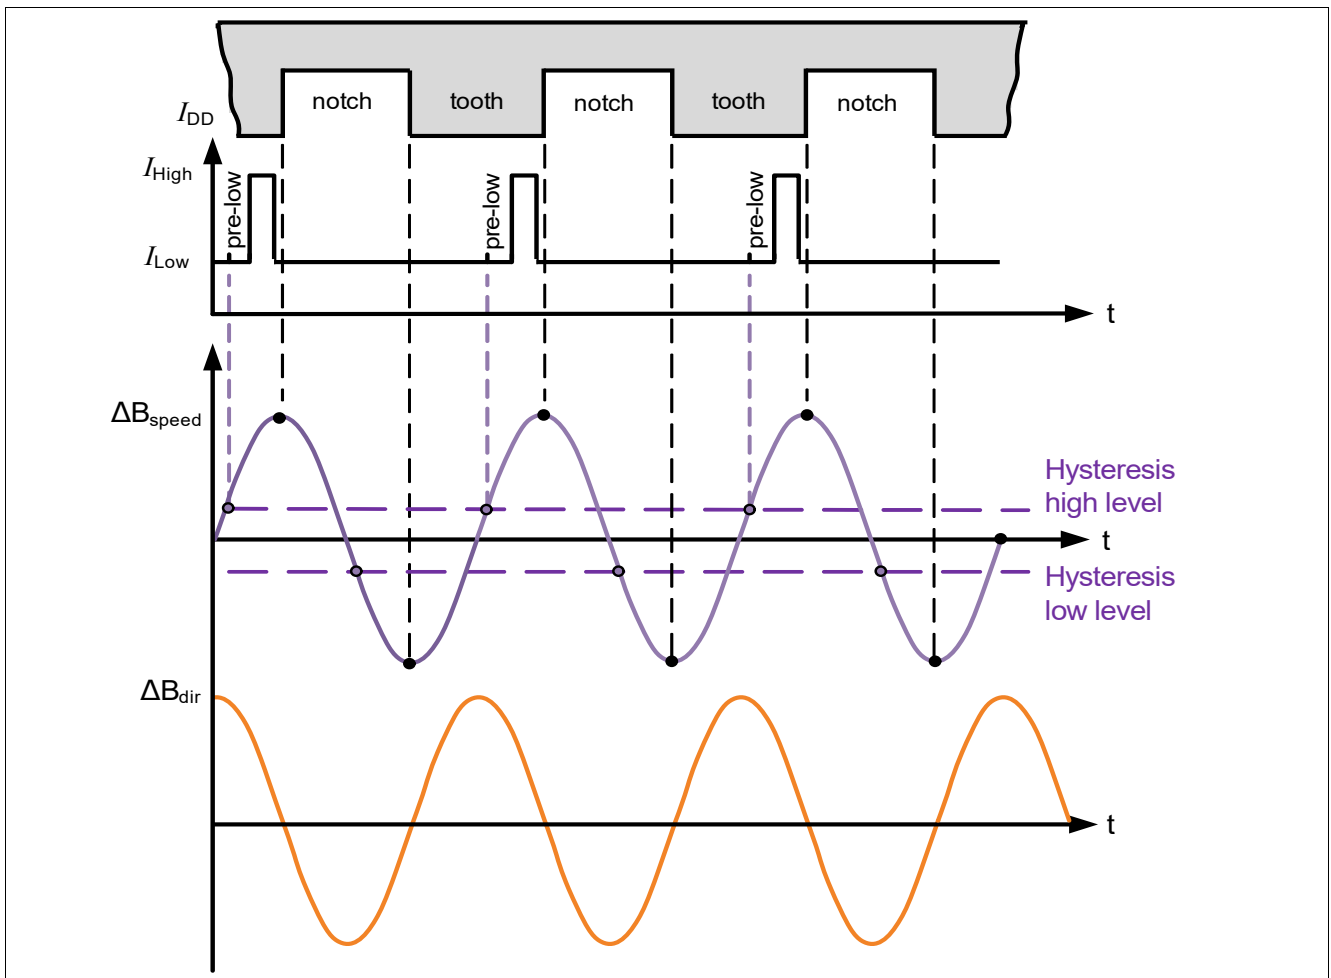 notch
tooth
notch
tooth
notch
IDD
IHigh
pre-low
pre-low
pre-low
ILow
t
ΔBspeed
Hysteresis
high level
t
Hysteresis
low level
ΔBdir
t